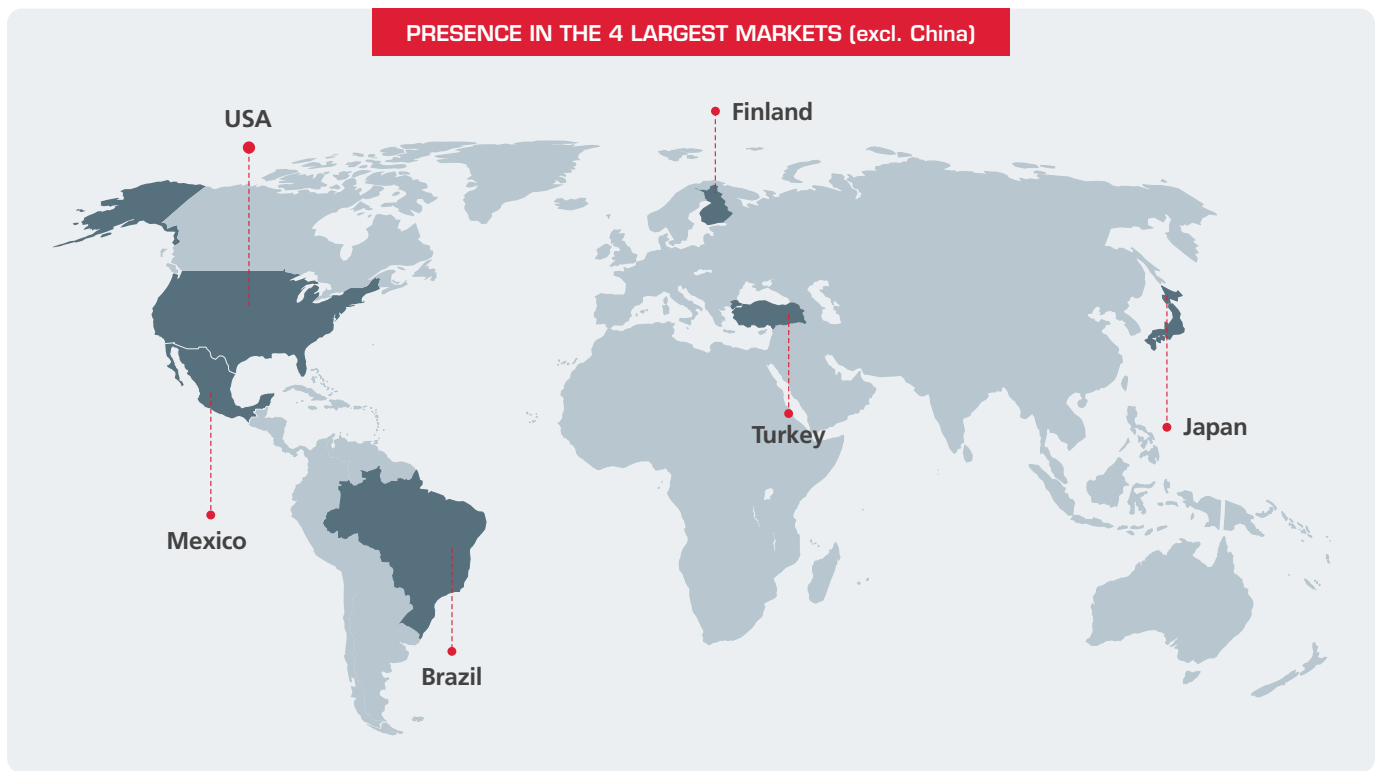 PRESENCE IN THE 4 LARGEST MARKETS (excl. China)
USA
Finland
Turkey
Japan
Mexico
Brazil